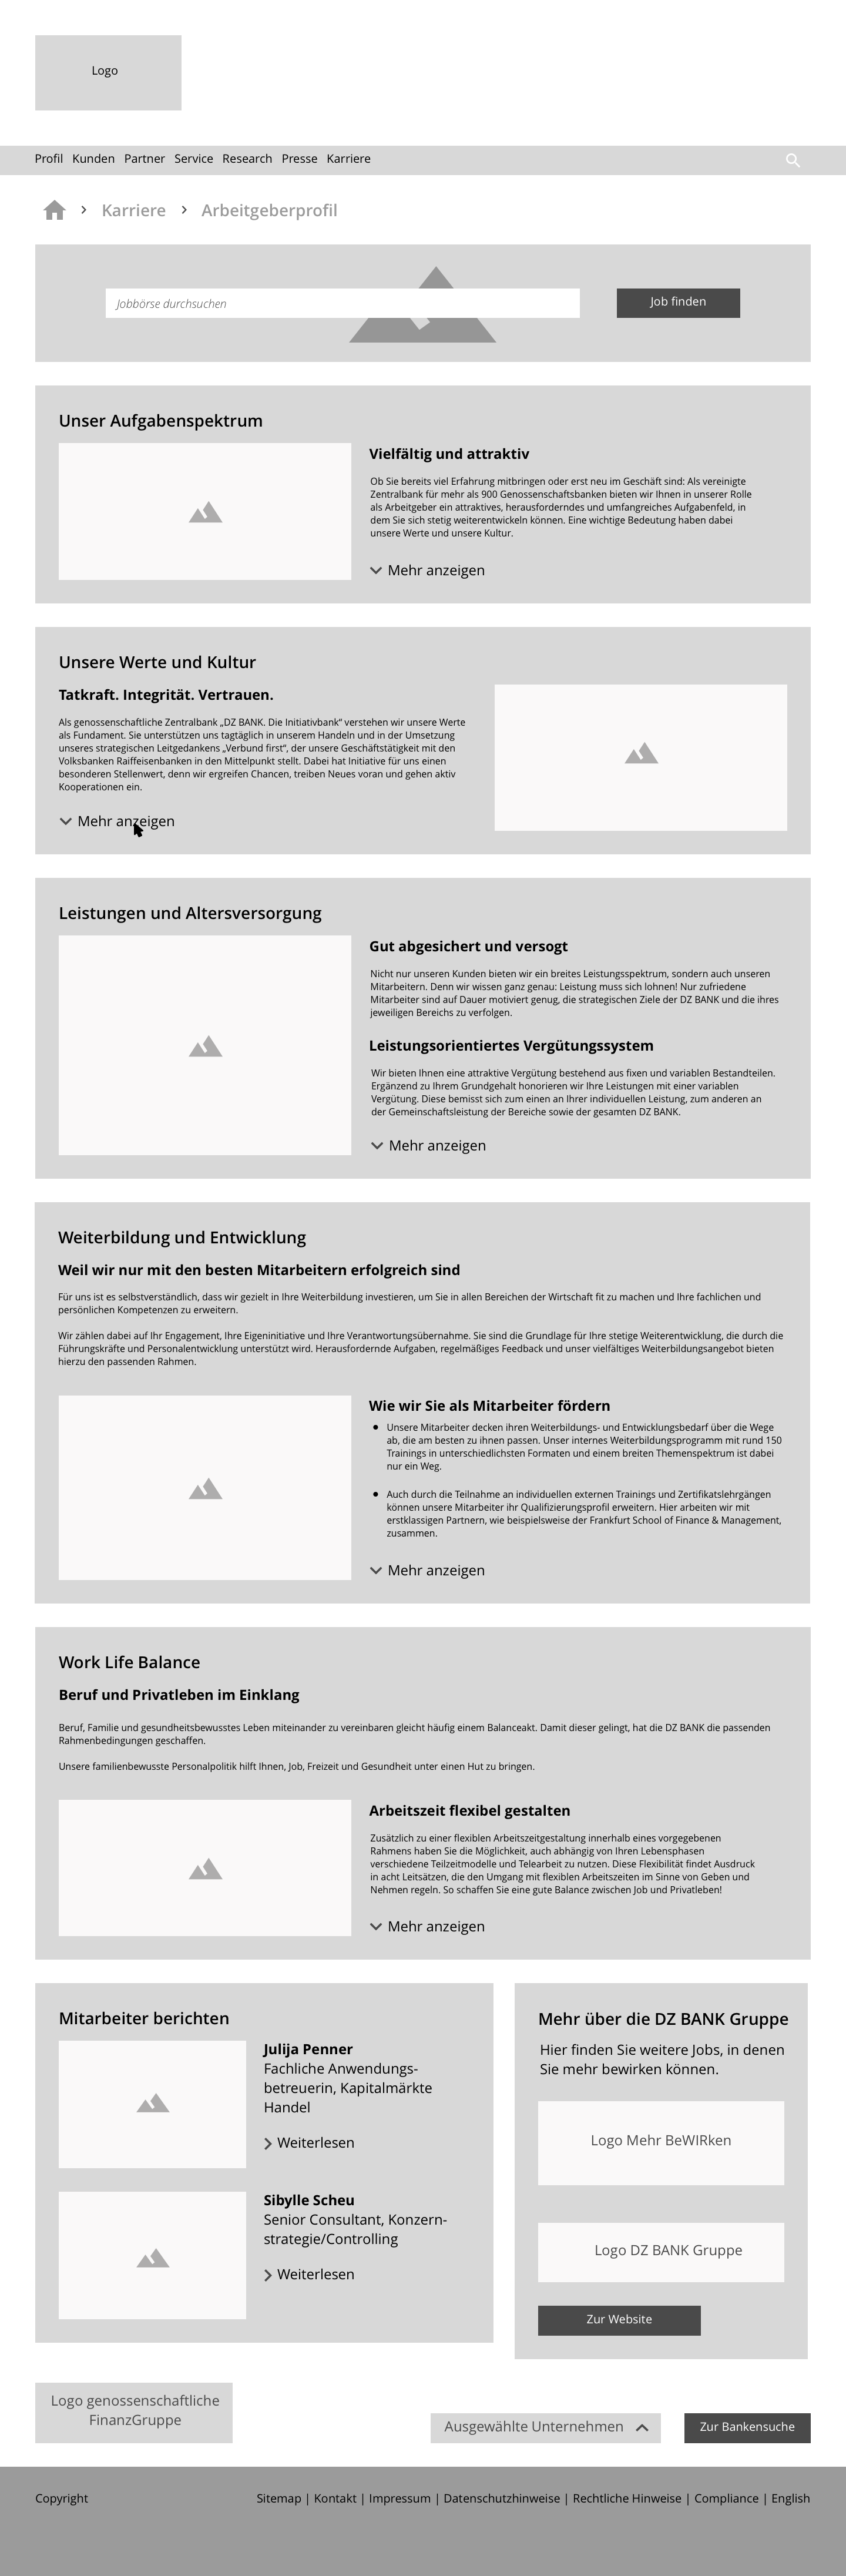 Logo
Profil Kunden Partner Service Research Presse Karriere
Karriere Arbeitgeberprofil
Jobbörse durchsuchen
Job finden
Unser Aufgabenspektrum
Vielfältig und attraktiv
Ob Sie bereits viel Erfahrung mitbringen oder erst neu im Geschäft sind: Als vereinigte
Zentralbank für mehr als 900 Genossenschaftsbanken bieten wir Ihnen in unserer Rolle
als Arbeitgeber ein attraktives, herausforderndes und umfangreiches Aufgabenfeld, in
dem Sie sich stetig weiterentwickeln können. Eine wichtige Bedeutung haben dabei
unsere Werte und unsere Kultur.
Mehr anzeigen
Unsere Werte und Kultur
Tatkraft. Integrität. Vertrauen.
Als genossenschaftliche Zentralbank „DZ BANK. Die Initiativbank“ verstehen wir unsere Werte
als Fundament. Sie unterstützen uns tagtäglich in unserem Handeln und in der Umsetzung
unseres strategischen Leitgedankens „Verbund first“, der unsere Geschäftstätigkeit mit den
Volksbanken Raiffeisenbanken in den Mittelpunkt stellt. Dabei hat Initiative für uns einen
besonderen Stellenwert, denn wir ergreifen Chancen, treiben Neues voran und gehen aktiv
Kooperationen ein.
Mehr anzeigen
Leistungen und Altersversorgung
Gut abgesichert und versogt
Nicht nur unseren Kunden bieten wir ein breites Leistungsspektrum, sondern auch unseren
Mitarbeitern. Denn wir wissen ganz genau: Leistung muss sich lohnen! Nur zufriedene
Mitarbeiter sind auf Dauer motiviert genug, die strategischen Ziele der DZ BANK und die ihres
jeweiligen Bereichs zu verfolgen.
Leistungsorientiertes Vergütungssystem
Wir bieten Ihnen eine attraktive Vergütung bestehend aus fixen und variablen Bestandteilen.
Ergänzend zu Ihrem Grundgehalt honorieren wir Ihre Leistungen mit einer variablen
Vergütung. Diese bemisst sich zum einen an Ihrer individuellen Leistung, zum anderen an
der Gemeinschaftsleistung der Bereiche sowie der gesamten DZ BANK.
Mehr anzeigen
Weiterbildung und Entwicklung
Weil wir nur mit den besten Mitarbeitern erfolgreich sind
Für uns ist es selbstverständlich, dass wir gezielt in Ihre Weiterbildung investieren, um Sie in allen Bereichen der Wirtschaft fit zu machen und Ihre fachlichen und
persönlichen Kompetenzen zu erweitern.
Wir zählen dabei auf Ihr Engagement, Ihre Eigeninitiative und Ihre Verantwortungsübernahme. Sie sind die Grundlage für Ihre stetige Weiterentwicklung, die durch die
Führungskräfte und Personalentwicklung unterstützt wird. Herausfordernde Aufgaben, regelmäßiges Feedback und unser vielfältiges Weiterbildungsangebot bieten
hierzu den passenden Rahmen.
Wie wir Sie als Mitarbeiter fördern
• Unsere Mitarbeiter decken ihren Weiterbildungs- und Entwicklungsbedarf über die Wege
ab, die am besten zu ihnen passen. Unser internes Weiterbildungsprogramm mit rund 150
Trainings in unterschiedlichsten Formaten und einem breiten Themenspektrum ist dabei
nur ein Weg.
• Auch durch die Teilnahme an individuellen externen Trainings und Zertifikatslehrgängen
können unsere Mitarbeiter ihr Qualifizierungsprofil erweitern. Hier arbeiten wir mit
erstklassigen Partnern, wie beispielsweise der Frankfurt School of Finance & Management,
zusammen.
Mehr anzeigen
Work Life Balance
Beruf und Privatleben im Einklang
Beruf, Familie und gesundheitsbewusstes Leben miteinander zu vereinbaren gleicht häufig einem Balanceakt. Damit dieser gelingt, hat die DZ BANK die passenden
Rahmenbedingungen geschaffen.
Unsere familienbewusste Personalpolitik hilft Ihnen, Job, Freizeit und Gesundheit unter einen Hut zu bringen.
Arbeitszeit flexibel gestalten
Zusätzlich zu einer flexiblen Arbeitszeitgestaltung innerhalb eines vorgegebenen
Rahmens haben Sie die Möglichkeit, auch abhängig von Ihren Lebensphasen
verschiedene Teilzeitmodelle und Telearbeit zu nutzen. Diese Flexibilität findet Ausdruck
in acht Leitsätzen, die den Umgang mit flexiblen Arbeitszeiten im Sinne von Geben und
Nehmen regeln. So schaffen Sie eine gute Balance zwischen Job und Privatleben!
Mehr anzeigen
Mitarbeiter berichten
Julija Penner
Fachliche Anwendungs-
betreuerin, Kapitalmärkte
Handel
Weiterlesen
Sibylle Scheu
Senior Consultant, Konzern-
strategie/Controlling
Weiterlesen
Mehr über die DZ BANK Gruppe
Hier finden Sie weitere Jobs, in denen
Sie mehr bewirken können.
Logo Mehr BeWIRken
Logo DZ BANK Gruppe
Zur Website
Logo genossenschaftliche
FinanzGruppe
Ausgewählte Unternehmen
Zur Bankensuche
Copyright
Sitemap | Kontakt | Impressum | Datenschutzhinweise | Rechtliche Hinweise | Compliance | English